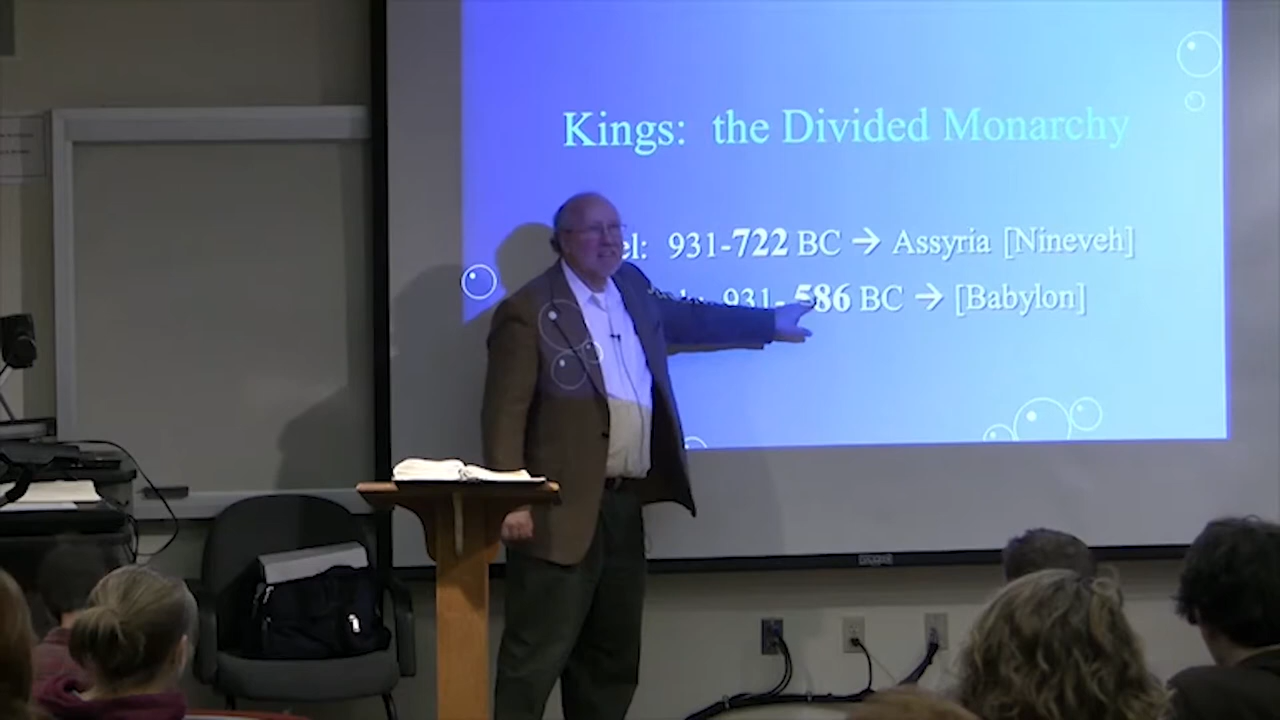 Kings: the Divided Monarchy
el: 931-722 BC → Assyria [Nineveh]
931- 586 BC → [Babylon]